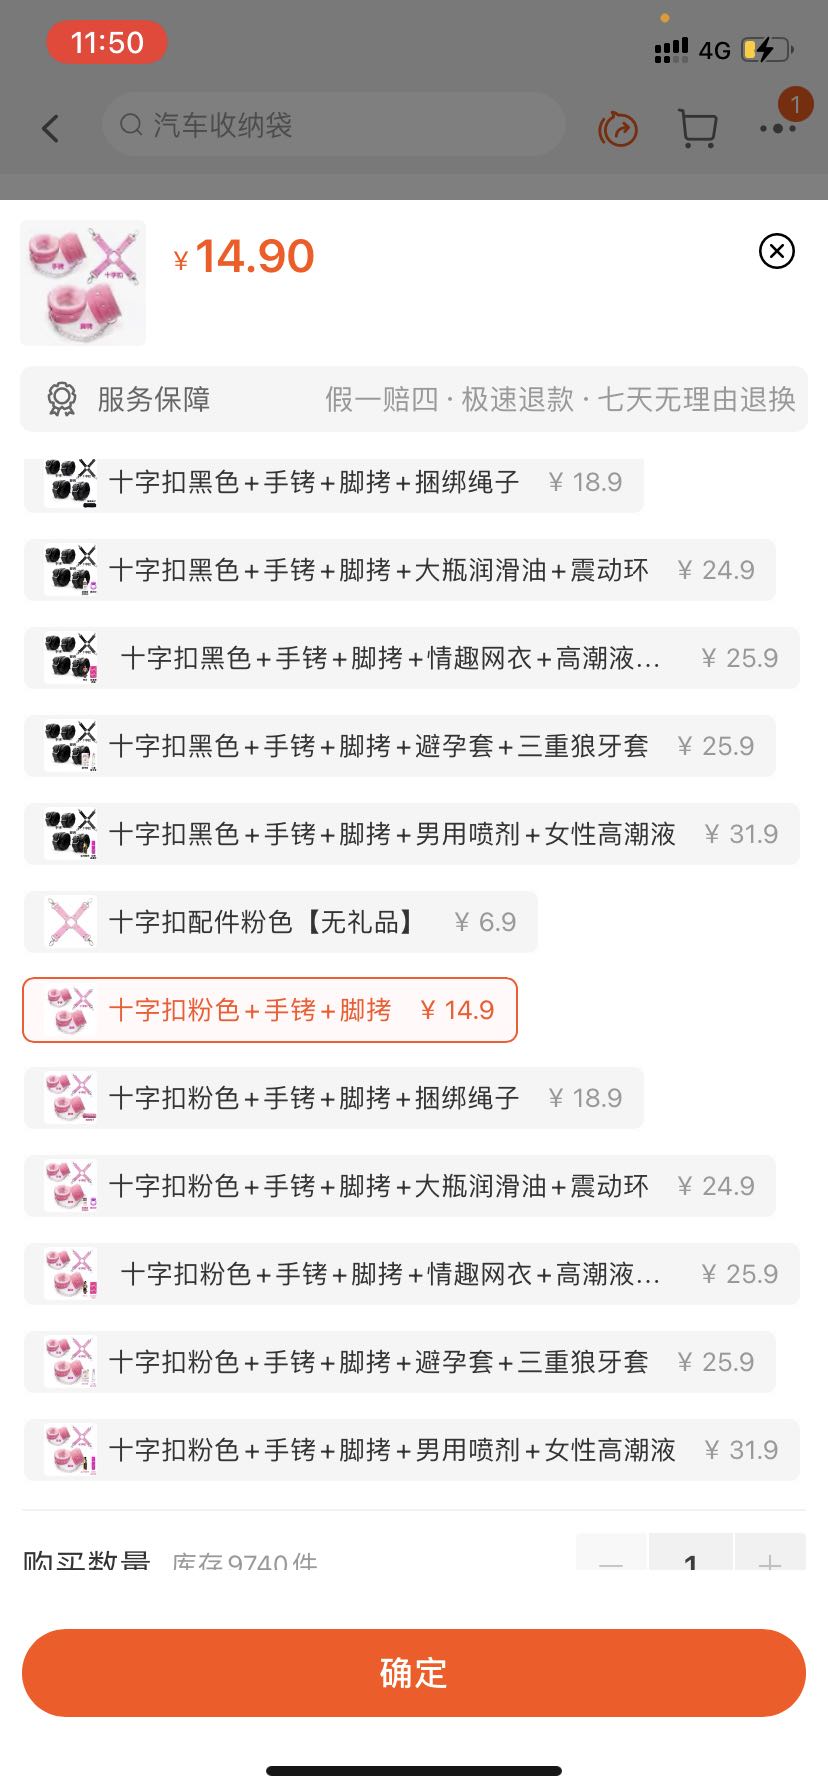 11:50
4G
汽车收纳袋
1
手铐
十字扣
脚铐
¥14.90
服务保障 假一赔四·极速退款·七天无理由退换
十字扣黑色+手铐+脚拷+捆绑绳子 ¥ 18.9
十字扣黑色+手铐+脚拷+大瓶润滑油+震动环 ¥ 24.9
十字扣黑色+手铐+脚拷+情趣网衣+高潮液... ¥ 25.9
十字扣黑色+手铐+脚拷+避孕套+三重狼牙套 ¥ 25.9
十字扣黑色+手铐+脚拷+男用喷剂+女性高潮液 ¥ 31.9
十字扣配件粉色【无礼品】 ¥ 6.9
十字扣粉色+手铐+脚拷 ¥ 14.9
十字扣粉色+手铐+脚拷+捆绑绳子 ¥ 18.9
十字扣粉色+手铐+脚拷+大瓶润滑油+震动环 ¥ 24.9
十字扣粉色+手铐+脚拷+情趣网衣+高潮液... ¥ 25.9
十字扣粉色+手铐+脚拷+避孕套+三重狼牙套 ¥ 25.9
十字扣粉色+手铐+脚拷+男用喷剂+女性高潮液 ¥ 31.9
购买数量 库存9740件 1
确定